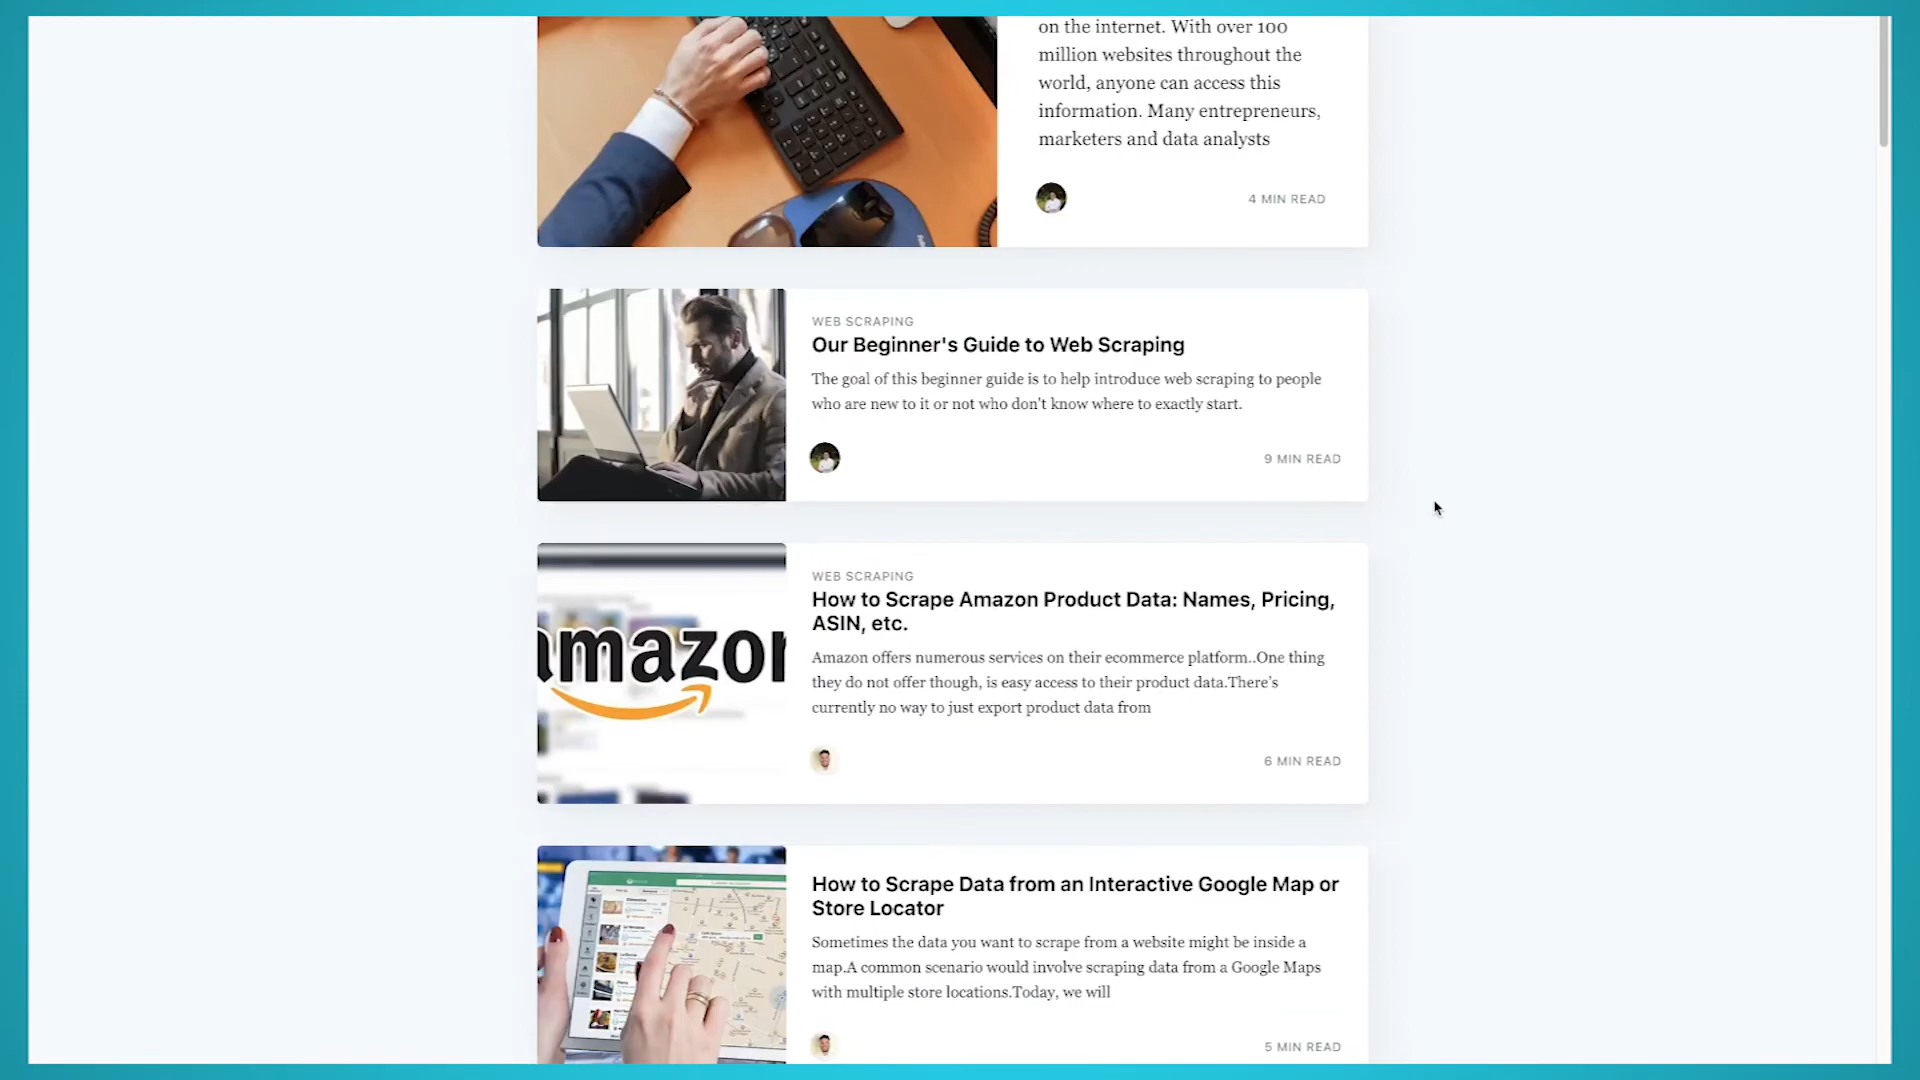 on the internet. With over 100
million websites throughout the
world, anyone can access this
information. Many entrepreneurs,
marketers and data analysts
4 MIN READ
WEB SCRAPING
Our Beginner's Guide to Web Scraping
The goal of this beginner guide is to help introduce web scraping to people
who are new to it or not who don't know where to exactly start.
9 MIN READ
amazon
WEB SCRAPING
How to Scrape Amazon Product Data: Names, Pricing,
ASIN, etc.
Amazon offers numerous services on their ecommerce platform..One thing
they do not offer though, is easy access to their product data.There's
currently no way to just export product data from
6 MIN READ
How to Scrape Data from an Interactive Google Map or
Store Locator
Sometimes the data you want to scrape from a website might be inside a
map.A common scenario would involve scraping data from a Google Maps
with multiple store locations.Today, we will
5 MIN READ